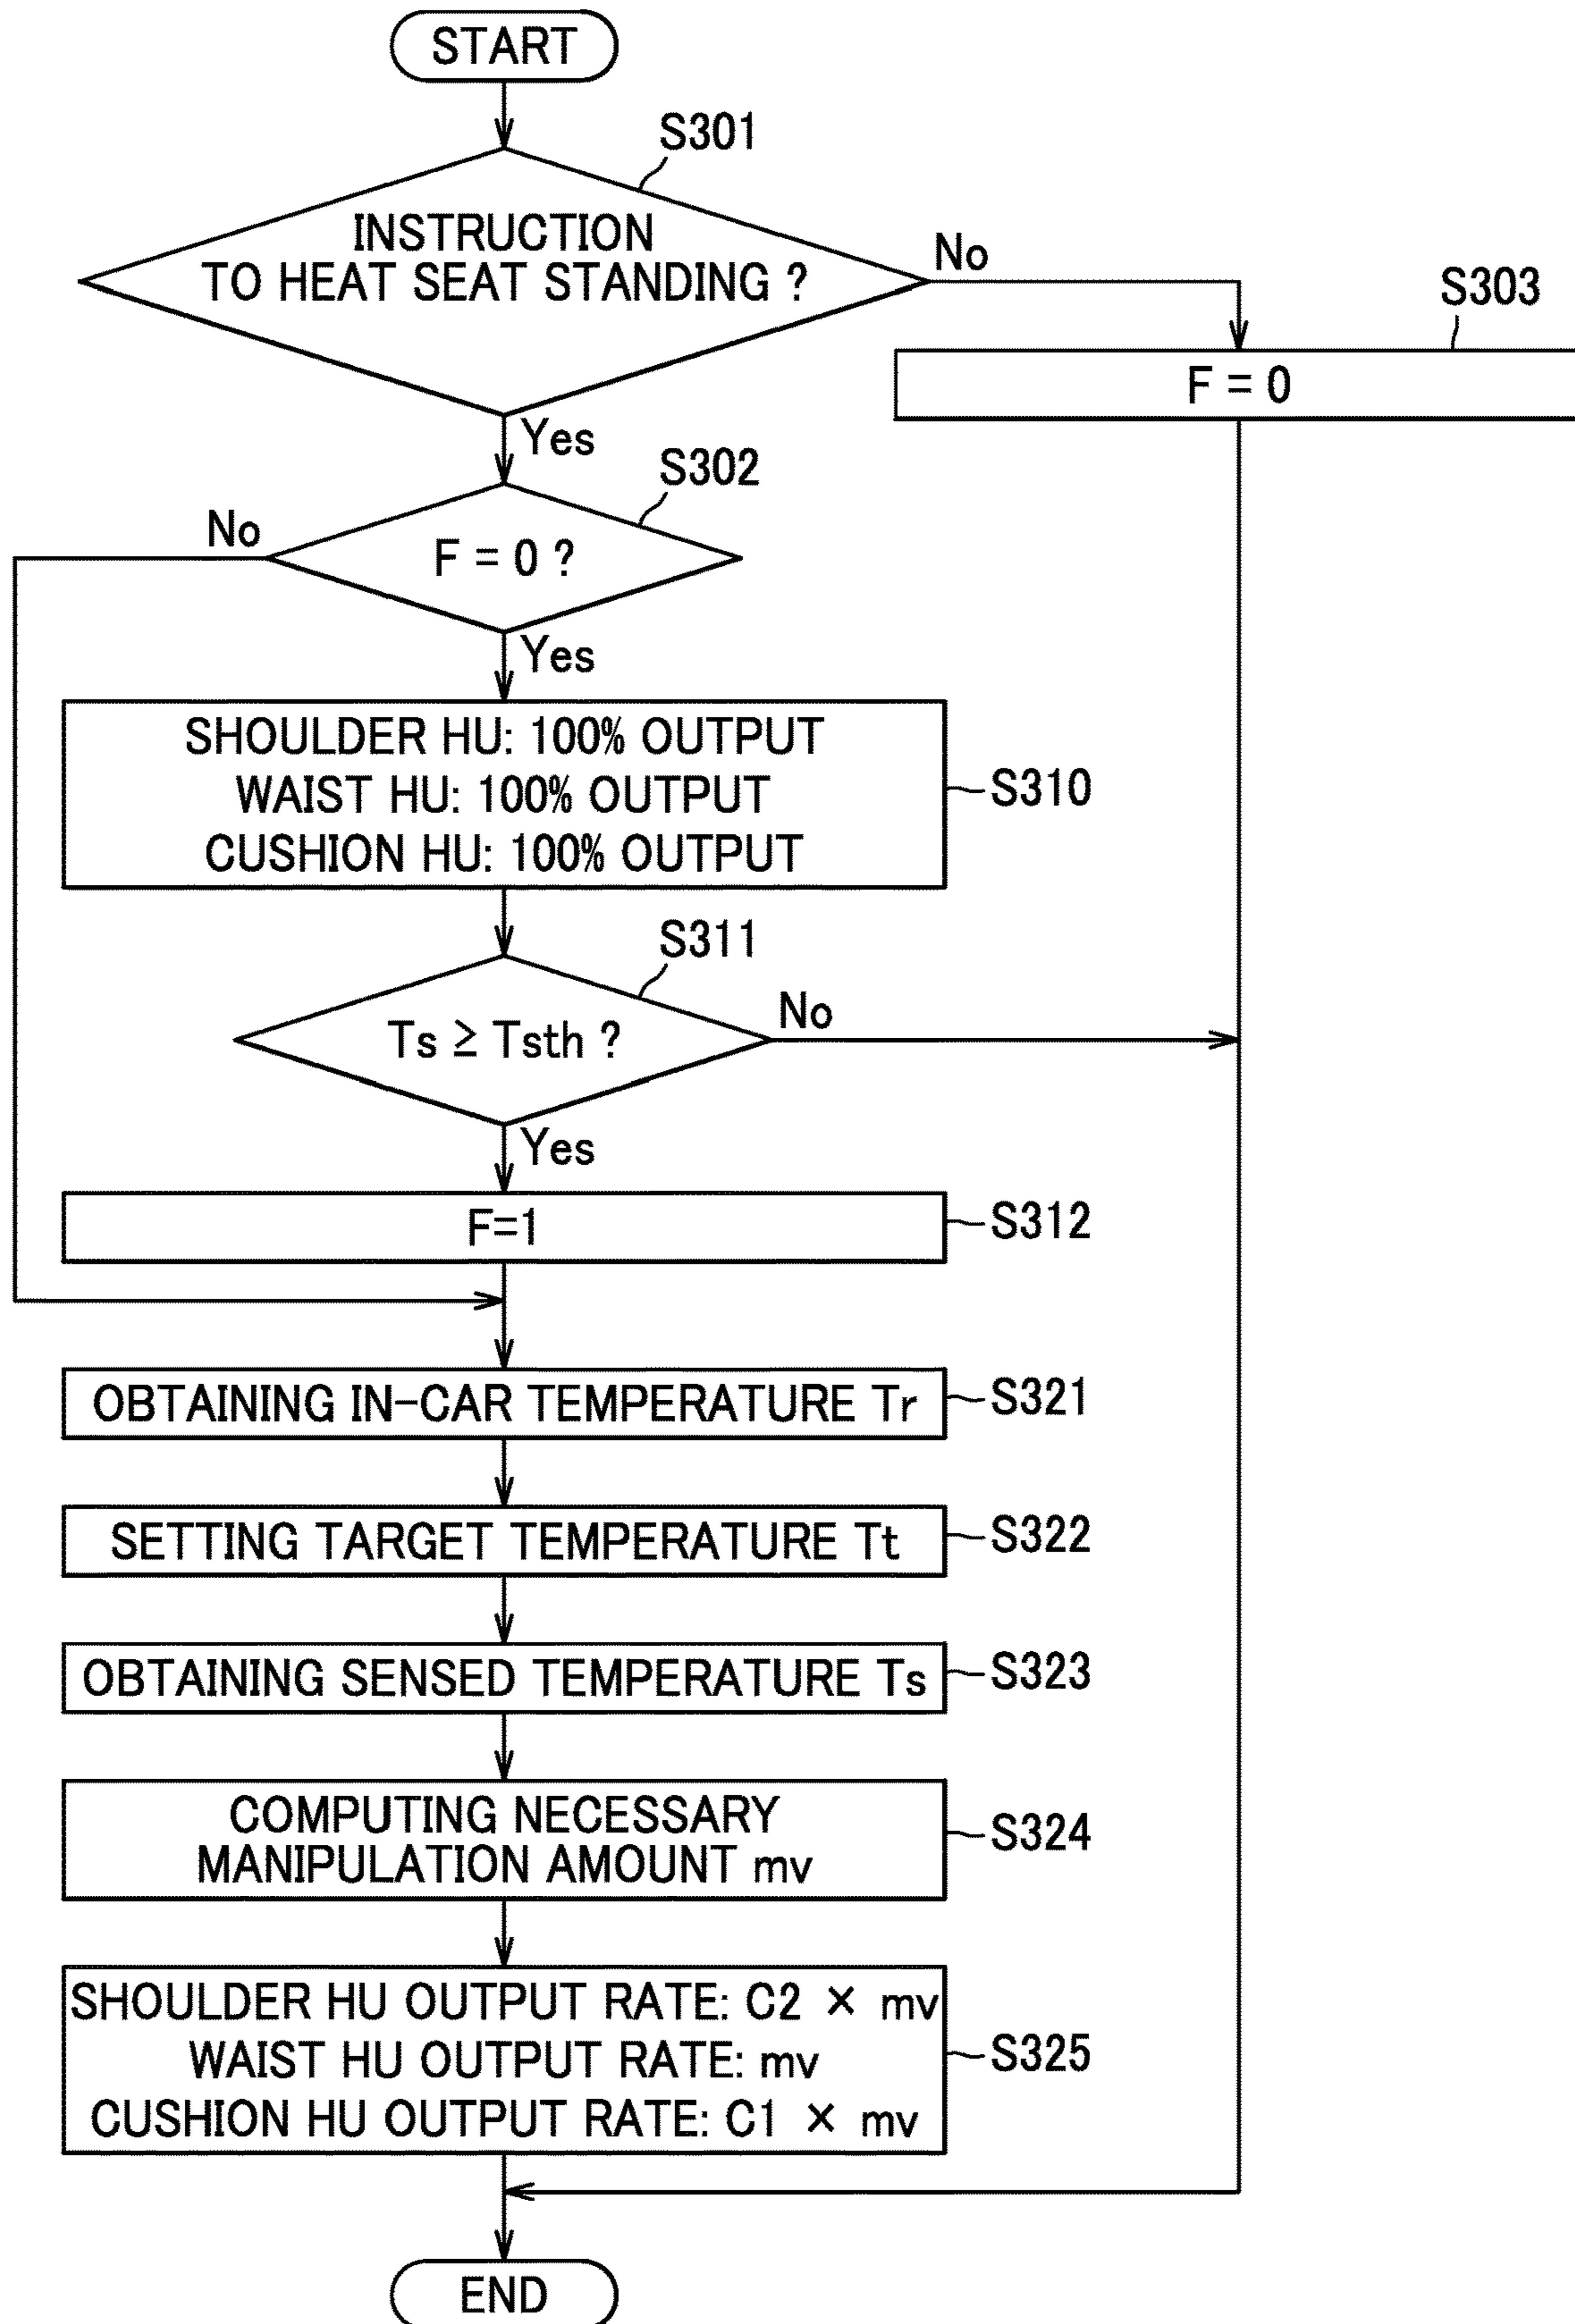 START
S301
INSTRUCTION
TO HEAT SEAT STANDING ?
No
S303
F = 0
Yes
S302
No
F = 0 ?
Yes
SHOULDER HU: 100% OUTPUT
WAIST HU: 100% OUTPUT
CUSHION HU: 100% OUTPUT
S310
S311
Ts ≥ Tsth ?
No
Yes
F=1
S312
OBTAINING IN-CAR TEMPERATURE Tr
S321
SETTING TARGET TEMPERATURE Tt
S322
OBTAINING SENSED TEMPERATURE Ts
S323
COMPUTING NECESSARY
MANIPULATION AMOUNT mv
S324
SHOULDER HU OUTPUT RATE: C2 × mv
WAIST HU OUTPUT RATE: mv
CUSHION HU OUTPUT RATE: C1 × mv
S325
END